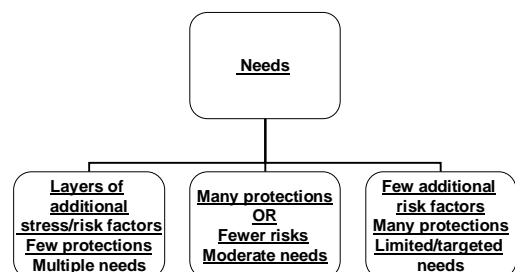 Needs
Layers of
additional
stress/risk factors
Few protections
Multiple needs
Many protections
OR
Fewer risks
Moderate needs
Few additional
risk factors
Many protections
Limited/targeted
needs